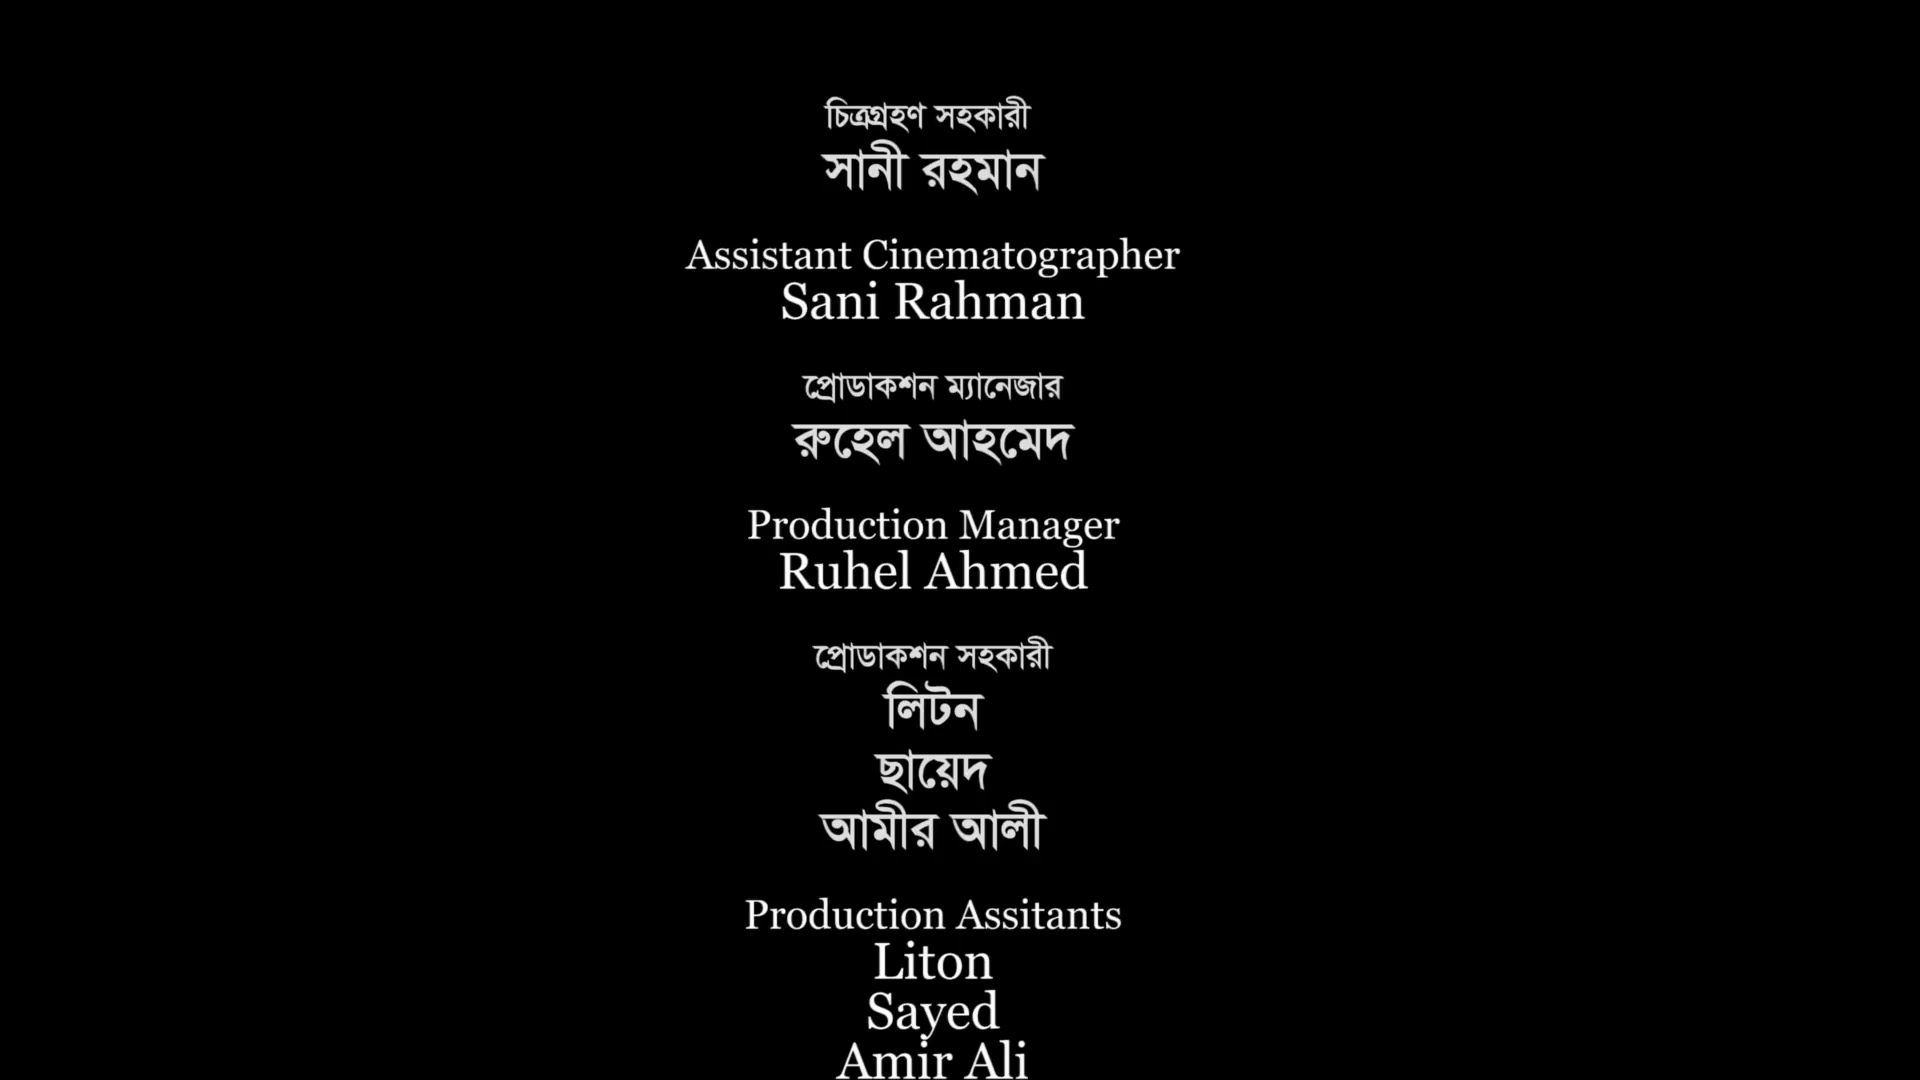 চিত্রগ্রহণ সহকারী
সানী রহমান
Assistant Cinematographer
Sani Rahman
প্রোডাকশন ম্যানেজার
রুহেল আহমেদ
Production Manager
Ruhel Ahmed
প্রোডাকশন সহকারী
লিটন
ছায়েদ
আমীর আলী
Production Assitants
Liton
Sayed
Amir Ali